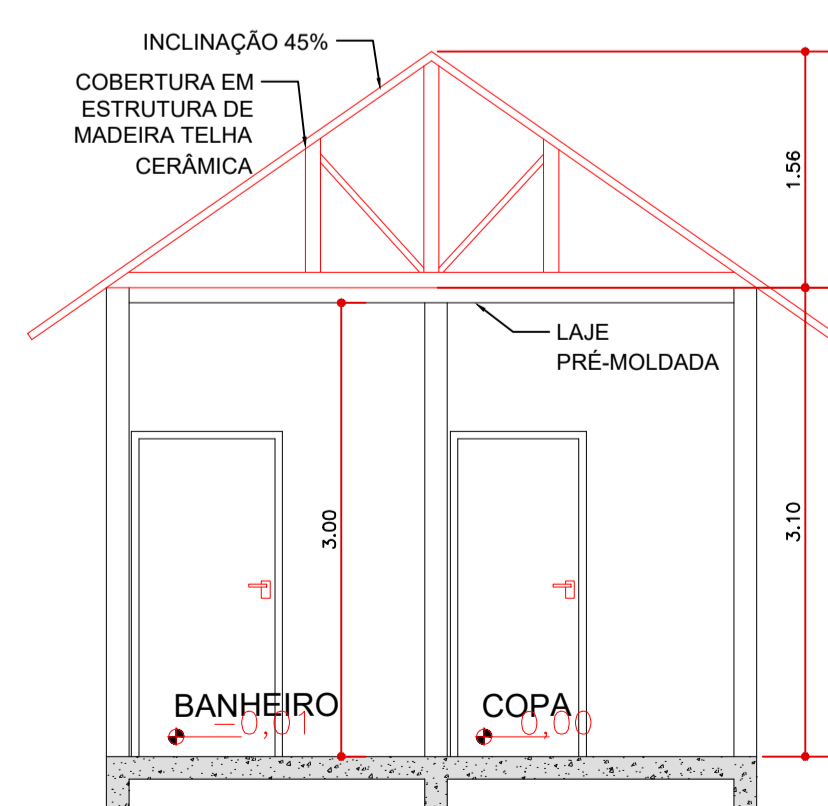 INCLINAÇÃO 45%
COBERTURA EM
ESTRUTURA DE
MADEIRA TELHA
CERÂMICA
1.56
LAJE
PRÉ-MOLDADA
3.00
3.10
BANHEIRO
-0,01
COPA
0,00